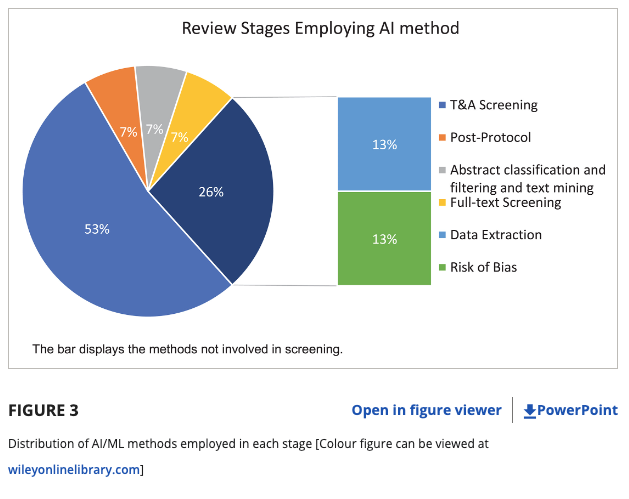 Review Stages Employing AI method
7%
7%
7%
26%
53%
13%
13%
T&A Screening
Post-Protocol
Abstract classification and
filtering and text mining
Full-text Screening
Data Extraction
Risk of Bias
The bar displays the methods not involved in screening.
FIGURE 3
Open in figure viewer
PowerPoint
Distribution of AI/ML methods employed in each stage [Colour figure can be viewed at
wileyonlinelibrary.com]